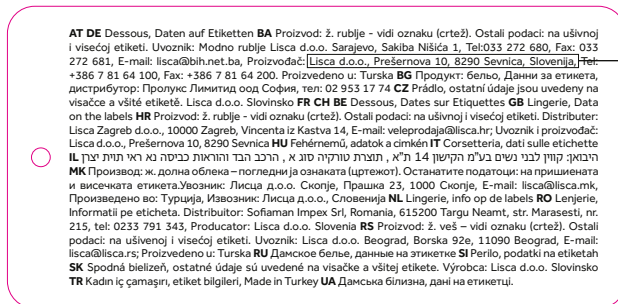 AT DE Dessous, Daten auf Etiketten BA Proizvod: ž. rublje - vidi oznaku (crtež). Ostali podaci: na ušivnoj
i visećoj etiketi. Uvoznik: Modno rublje Lisca d.o.o. Sarajevo, Sakiba Nišića 1, Tel:033 272 680, Fax: 033
272 681, E-mail: lisca@bih.net.ba, Proizvođač: Lisca d.o.o., Prešernova 10, 8290 Sevnica, Slovenija, Tel:
+386 7 81 64 100, Fax: +386 7 81 64 200. Proizvedeno u: Turska BG Продукт: бельо, Данни за етикета,
дистрибутор: Пролукс Лимитид оод София, тел: 02 953 17 74 CZ Prádlo, ostatní údaje jsou uvedeny na
visačce a všité etiketě. Lisca d.o.o. Slovinsko FR CH BE Dessous, Dates sur Etiquettes GB Lingerie, Data
on the labels HR Proizvod: ž. rublje - vidi oznaku (crtež). Ostali podaci: na ušivnoj i visećoj etiketi. Distributer:
Lisca Zagreb d.o.o., 10000 Zagreb, Vincenta iz Kastva 14, E-mail: veleprodaja@lisca.hr; Uvoznik i proizvođač:
Lisca d.o.o., Prešernova 10, 8290 Sevnica HU Fehérnemű, adatok a cimkén IT Corsetteria, dati sulle etichette
IL היבואן: קווין לבני נשים בע"מ הקישון 14 ת"א , תוצרת טורקיה סוג א , הרכב הבד והוראות כביסה נא ראי תוית יצרן
MK Производ: ж. долна облека – погледни ја ознаката (цртежот). Останатите податоци: на пришиената
и висечката етикета.Увозник: Лисца д.о.о. Скопје, Прашка 23, 1000 Скопје, E-mail: lisca@lisca.mk,
Произведено во: Турција, Извозник: Лисца д.о.о., Словенија NL Lingerie, info op de labels RO Lenjerie,
Informatii pe eticheta. Distribuitor: Sofiaman Impex Srl, Romania, 615200 Targu Neamt, str. Marasesti, nr.
215, tel: 0233 791 343, Producator: Lisca d.o.o. Slovenia RS Proizvod: ž. veš – vidi oznaku (crtež). Ostali
podaci: na ušivenoj i visećoj etiketi. Uvoznik: Lisca d.o.o. Beograd, Borska 92e, 11090 Beograd, E-mail:
lisca@lisca.rs; Proizvedeno u: Turska RU Дамское белье, данные на этикетке SI Perilo, podatki na etiketah
SK Spodná bielizeň, ostatné údaje sú uvedené na visačke a všitej etikete. Výrobca: Lisca d.o.o. Slovinsko
TR Kadın iç çamaşırı, etiket bilgileri, Made in Turkey UA Дамська білизна, дані на етикетці.